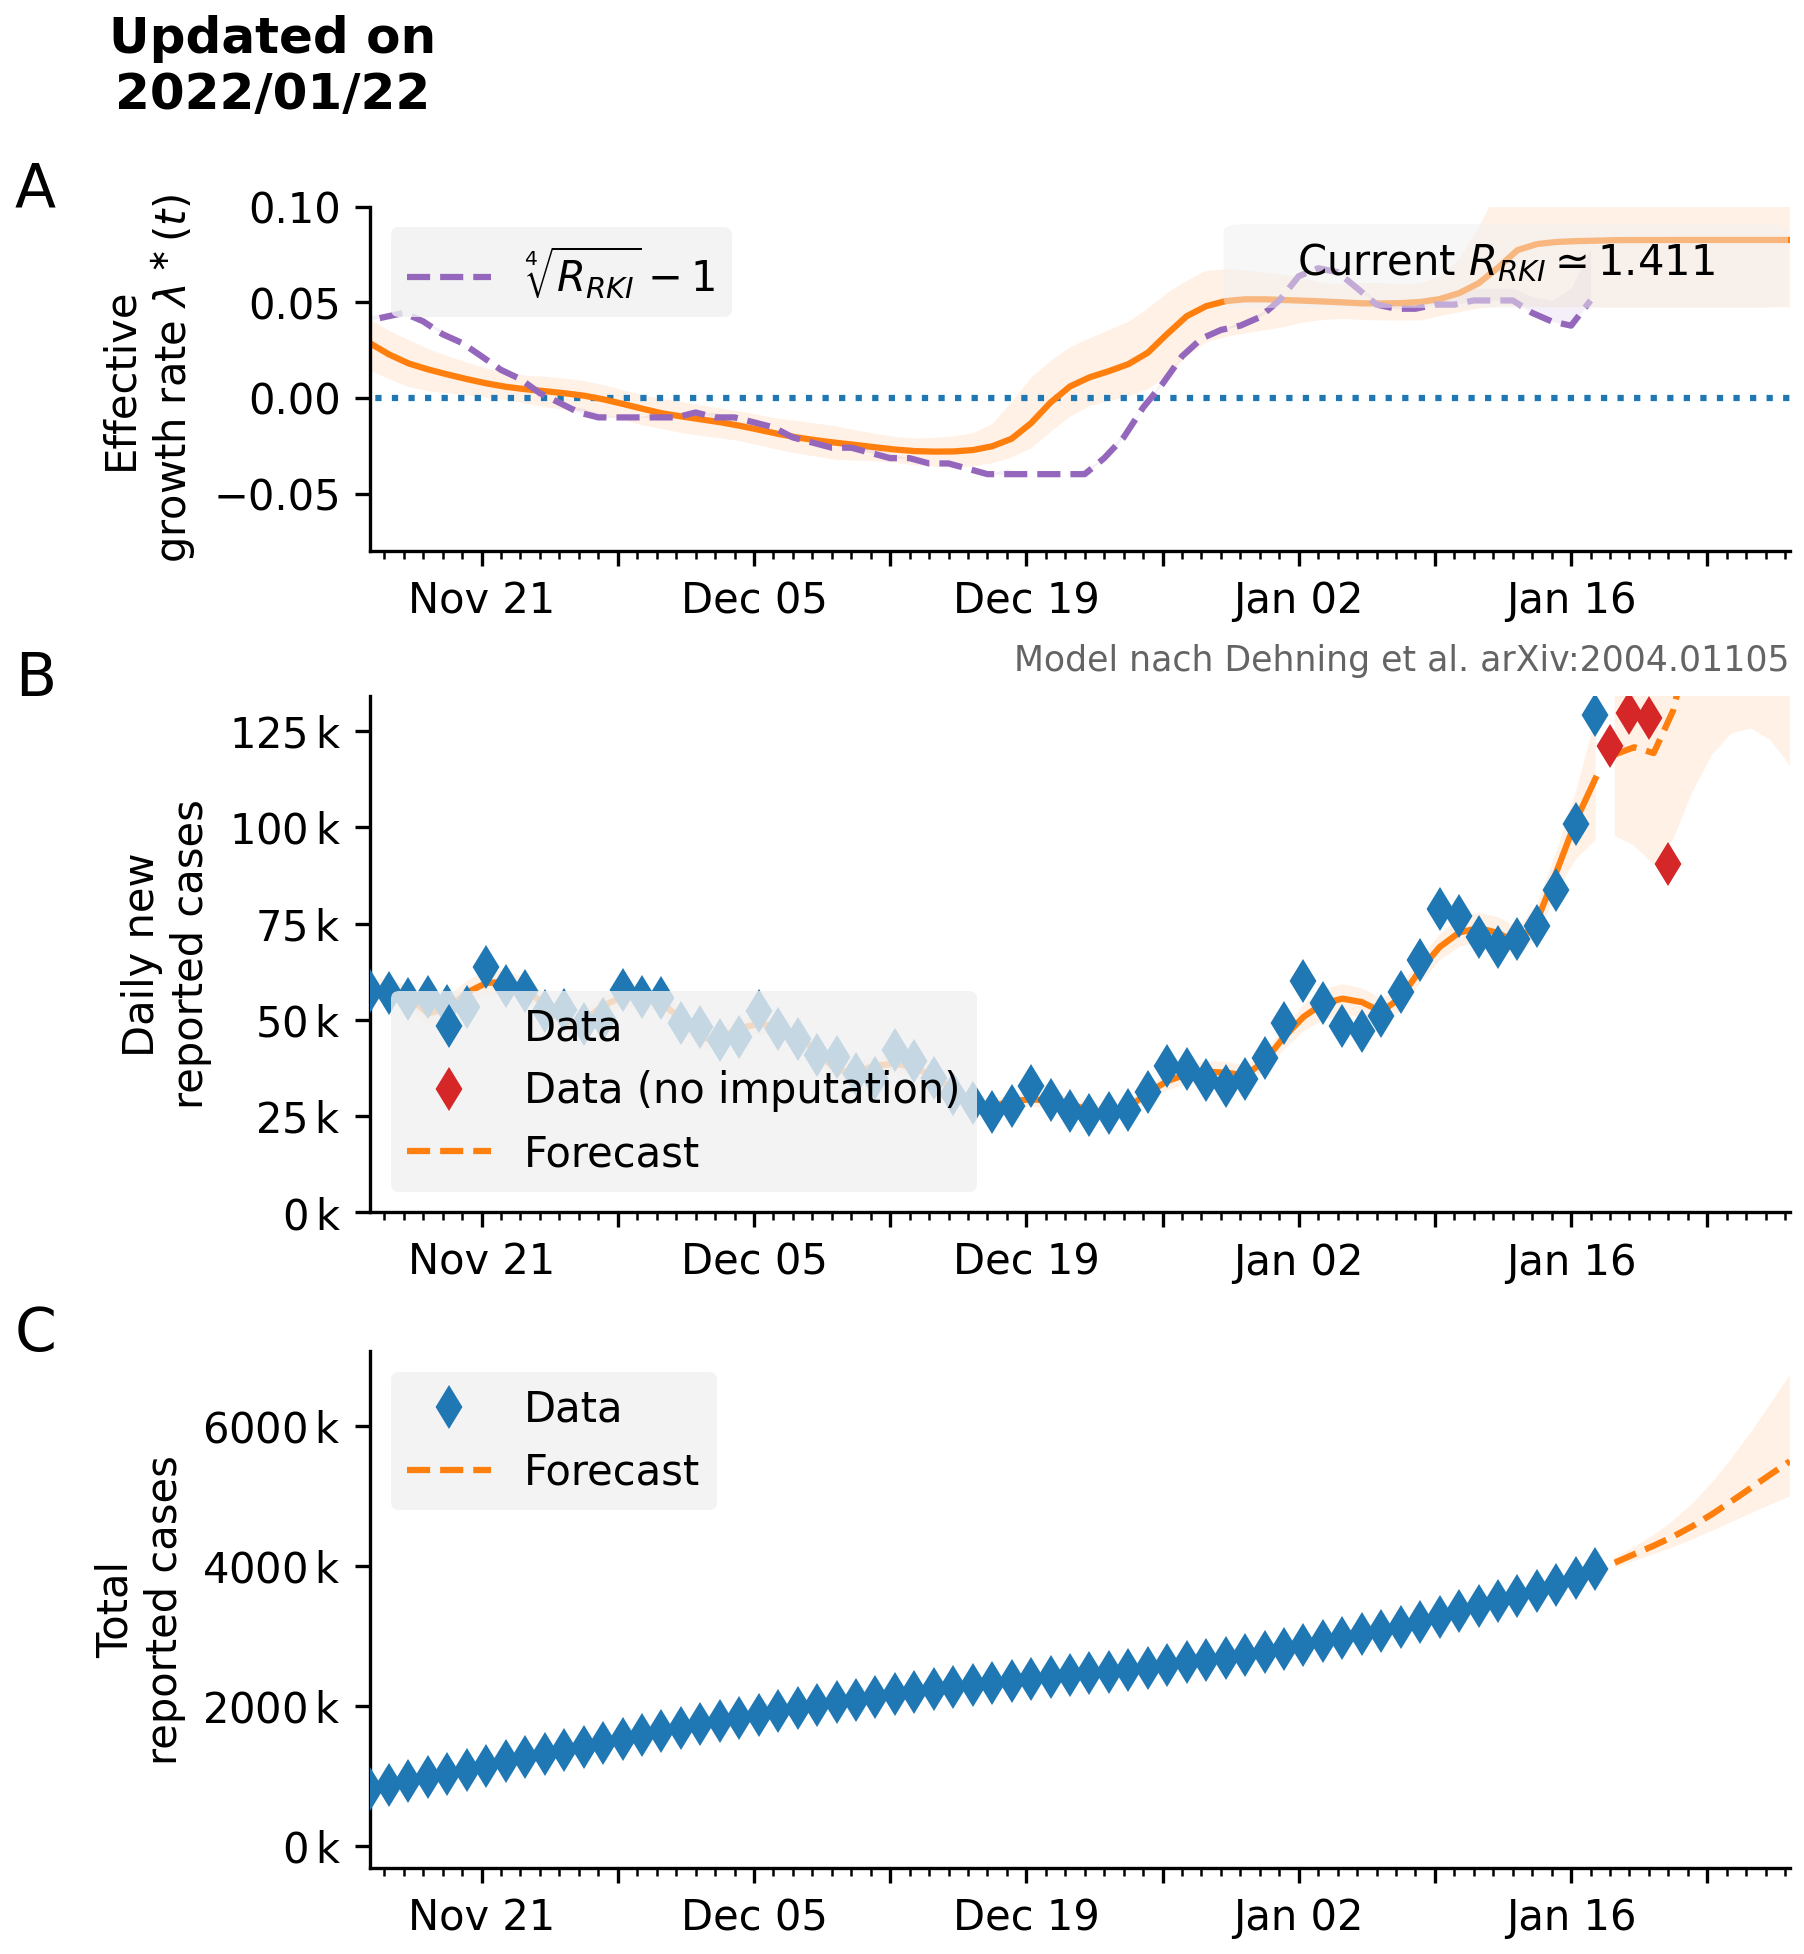 Updated on
2022/01/22
A
Effective
growth rate λ * (t)
0.10
0.05
0.00
−0.05
∜R_RKI − 1
Current R_RKI ≃ 1.411
Nov 21 Dec 05 Dec 19 Jan 02 Jan 16
Model nach Dehning et al. arXiv:2004.01105
B
Daily new
reported cases
125 k
100 k
75 k
50 k
25 k
0 k
Data
Data (no imputation)
Forecast
Nov 21 Dec 05 Dec 19 Jan 02 Jan 16
C
Total
reported cases
6000 k
4000 k
2000 k
0 k
Data
Forecast
Nov 21 Dec 05 Dec 19 Jan 02 Jan 16